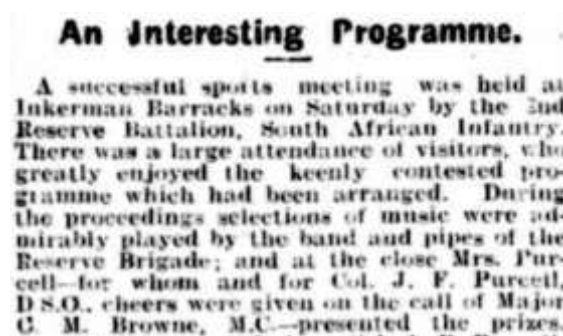 An Interesting Programme.
A successful sports meeting was held at
Inkerman Barracks on Saturday by the 2nd
Reserve Battalion, South African Infantry.
There was a large attendance of visitors, who
greatly enjoyed the keenly contested pro-
gramme which had been arranged. During
the proceedings selections of music were ad-
mirably played by the band and pipes of the
Reserve Brigade; and at the close Mrs. Pur-
cell—for whom and for Col. J. F. Purcell,
D S.O., cheers were given on the call of Major
G. M. Browne, M.C.—presented the prizes.